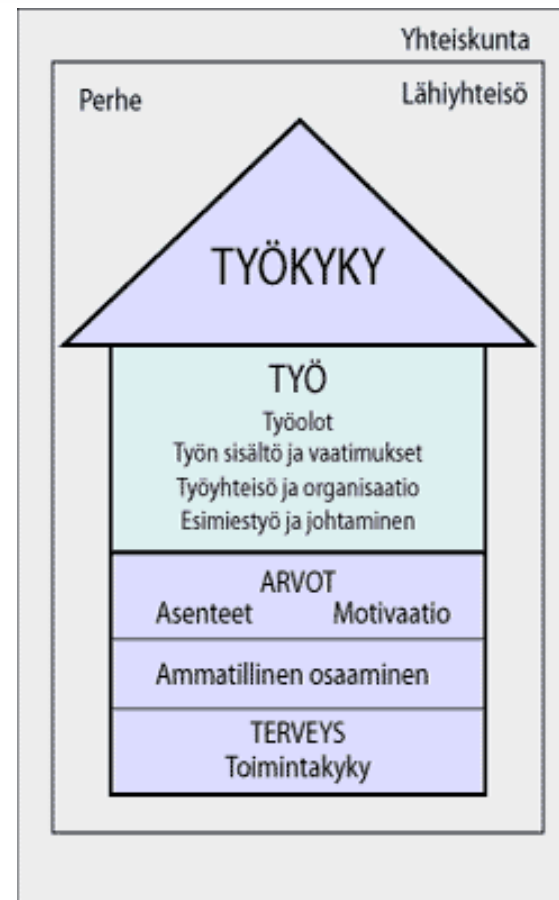 Yhteiskunta
Perhe
Lähiyhteisö
TYÖKYKY
TYÖ
Työolot
Työn sisältö ja vaatimukset
Työyhteisö ja organisaatio
Esimiestyö ja johtaminen
ARVOT
Asenteet Motivaatio
Ammatillinen osaaminen
TERVEYS
Toimintakyky